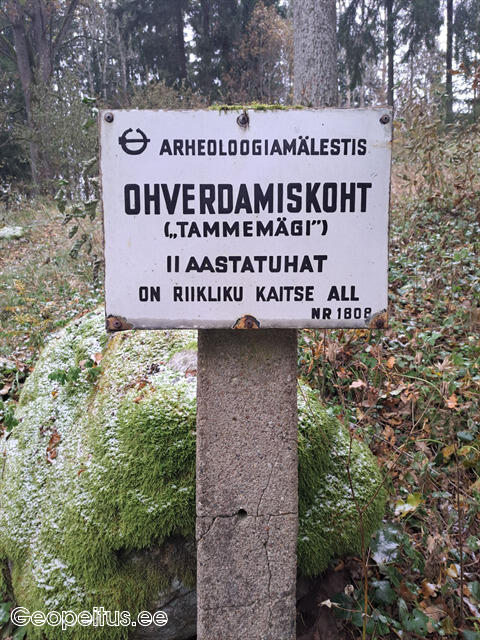 ARHEOLOOGIAMÄLESTIS
OHVERDAMISKOHT
(„TAMMEMÄGI”)
II AASTATUHAT
ON RIIKLIKU KAITSE ALL
NR 1808
Geopeitus.ee